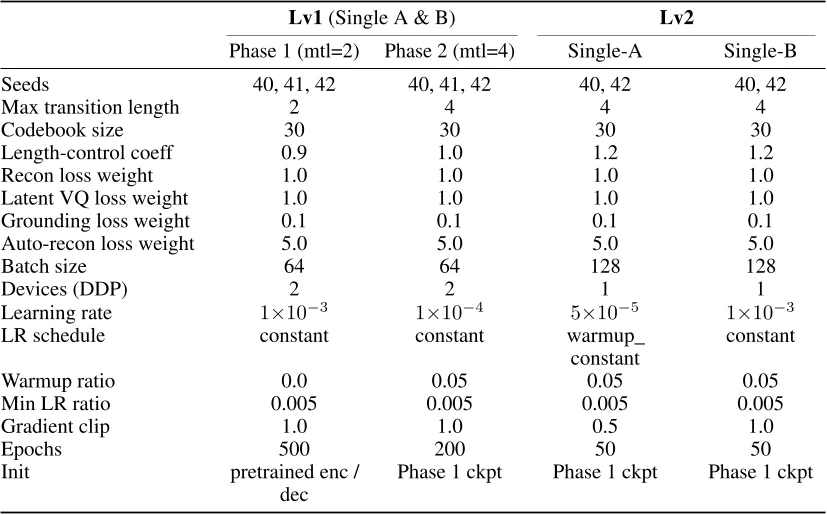 Lv1 (Single A & B) Lv2
Phase 1 (mtl=2) Phase 2 (mtl=4) Single-A Single-B
Seeds 40, 41, 42 40, 41, 42 40, 42 40, 42
Max transition length 2 4 4 4
Codebook size 30 30 30 30
Length-control coeff 0.9 1.0 1.2 1.2
Recon loss weight 1.0 1.0 1.0 1.0
Latent VQ loss weight 1.0 1.0 1.0 1.0
Grounding loss weight 0.1 0.1 0.1 0.1
Auto-recon loss weight 5.0 5.0 5.0 5.0
Batch size 64 64 128 128
Devices (DDP) 2 2 1 1
Learning rate 1×10⁻³ 1×10⁻⁴ 5×10⁻⁵ 1×10⁻³
LR schedule constant constant warmup_ constant
constant
Warmup ratio 0.0 0.05 0.05 0.05
Min LR ratio 0.005 0.005 0.005 0.005
Gradient clip 1.0 1.0 0.5 1.0
Epochs 500 200 50 50
Init pretrained enc / Phase 1 ckpt Phase 1 ckpt Phase 1 ckpt
dec